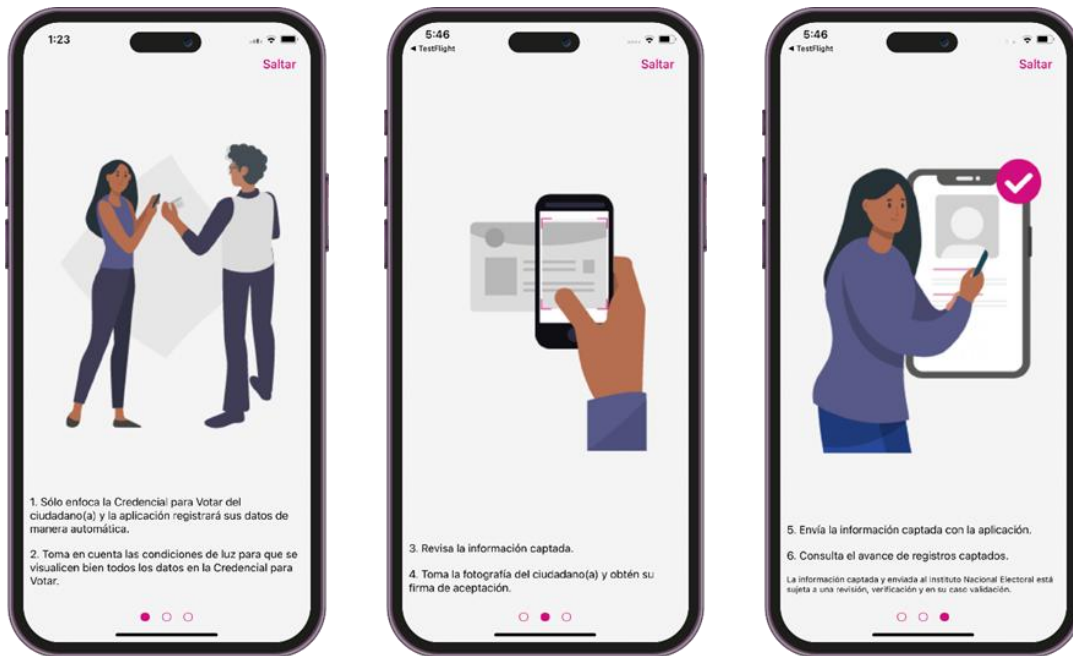 1:23
Saltar
1. Sólo enfoca la Credencial para Votar del
ciudadano(a) y la aplicación registrará sus datos de
manera automática.
2. Toma en cuenta las condiciones de luz para que se
visualicen bien todos los datos en la Credencial para
Votar.
5:46
◀ TestFlight
Saltar
3. Revisa la información captada.
4. Toma la fotografía del ciudadano(a) y obtén su
firma de aceptación.
5:46
◀ TestFlight
Saltar
5. Envía la información captada con la aplicación.
6. Consulta el avance de registros captados.
La información captada y enviada al Instituto Nacional Electoral está
sujeta a una revisión, verificación y en su caso validación.